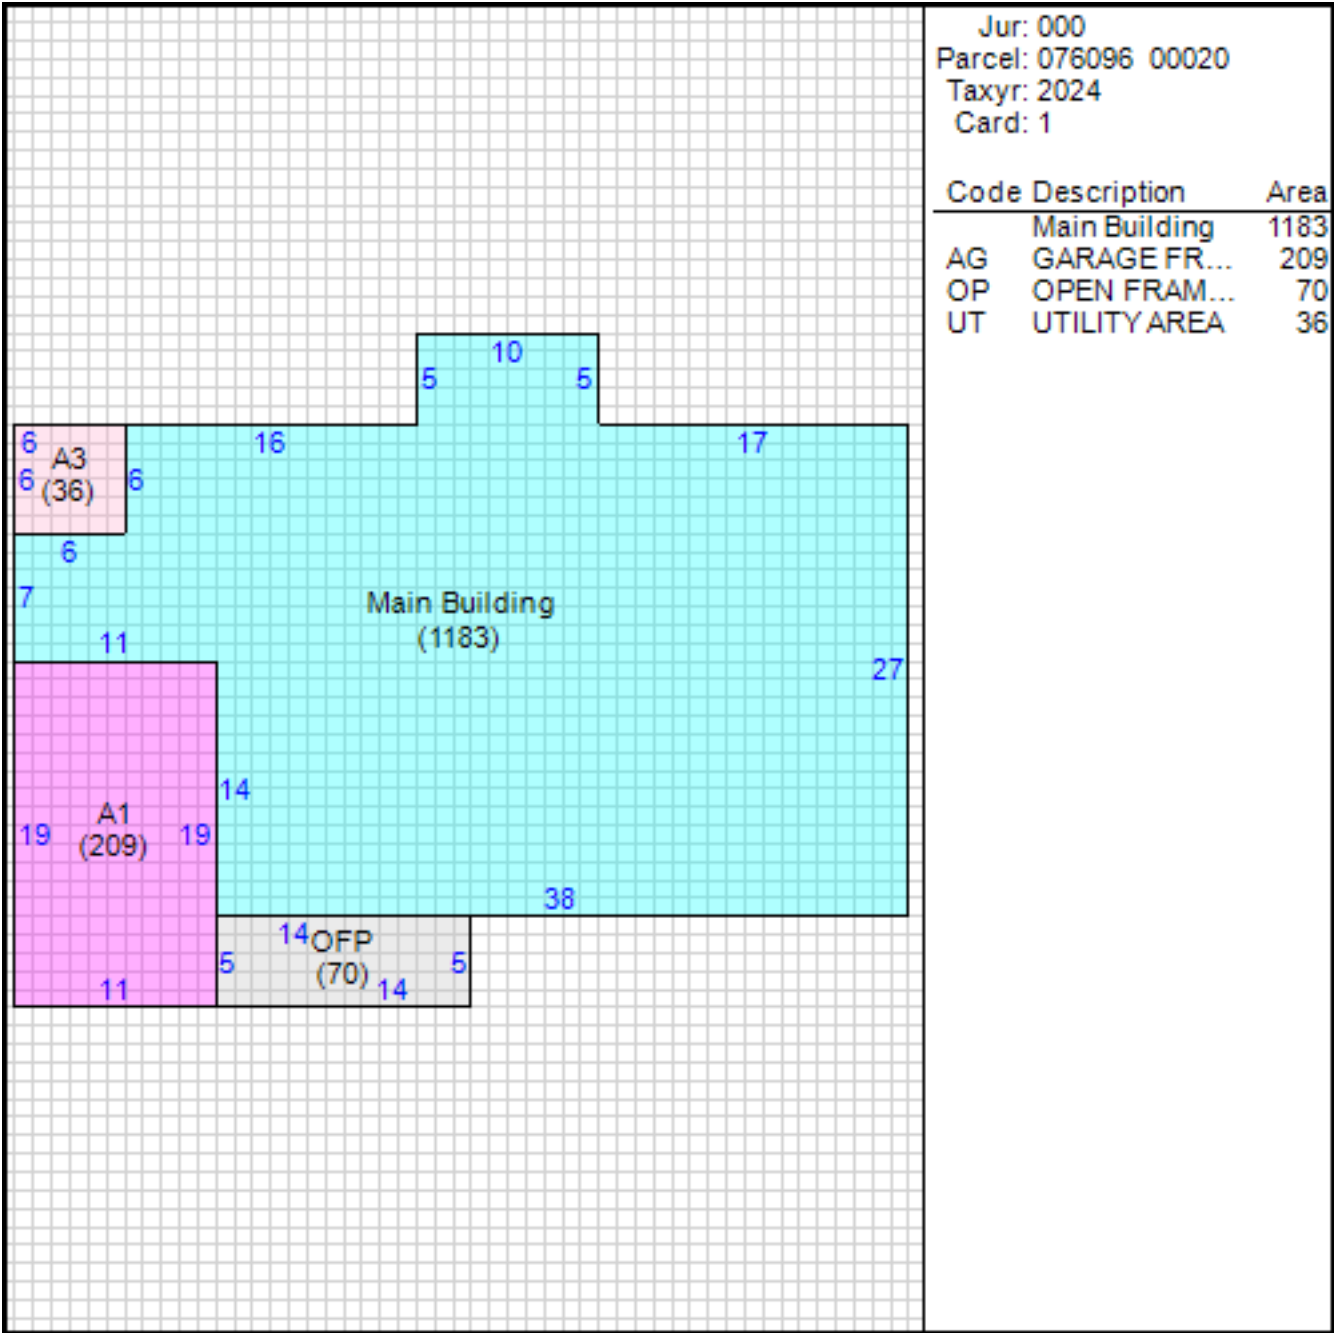 Jur: 000
Parcel: 076096 00020
Taxyr: 2024
Card: 1
Code Description Area
Main Building 1183
AG GARAGE FR... 209
OP OPEN FRAM... 70
UT UTILITY AREA 36
10
5 5
6 16 17
A3
6 (36) 6
6
7
Main Building
(1183)
11
27
14
A1
19 (209) 19
38
14 OFP
5 (70) 5
11 14